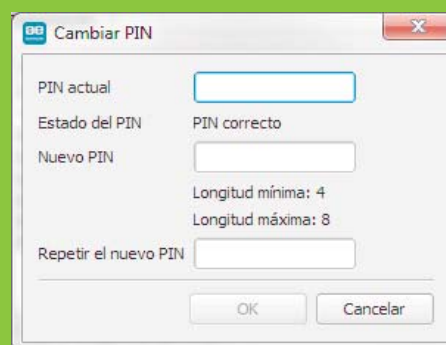 Cambiar PIN
PIN actual
Estado del PIN PIN correcto
Nuevo PIN
Longitud mínima: 4
Longitud máxima: 8
Repetir el nuevo PIN
OK Cancelar